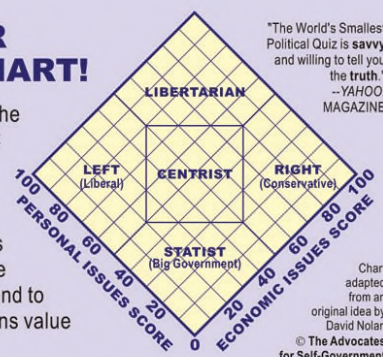 R
HART!
he
s
e
nd to
ns value
"The World's Smallest
Political Quiz is savvy
and willing to tell you
the truth."
--YAHOO
MAGAZINE
LIBERTARIAN
LEFT
(Liberal)
CENTRIST
RIGHT
(Conservative)
STATIST
(Big Government)
100 80 60 40 20
PERSONAL ISSUES SCORE
0
20 40 60 80 100
ECONOMIC ISSUES SCORE
Char
adapted
from an
original idea by
David Nolan
© The Advocates
for Self-Government